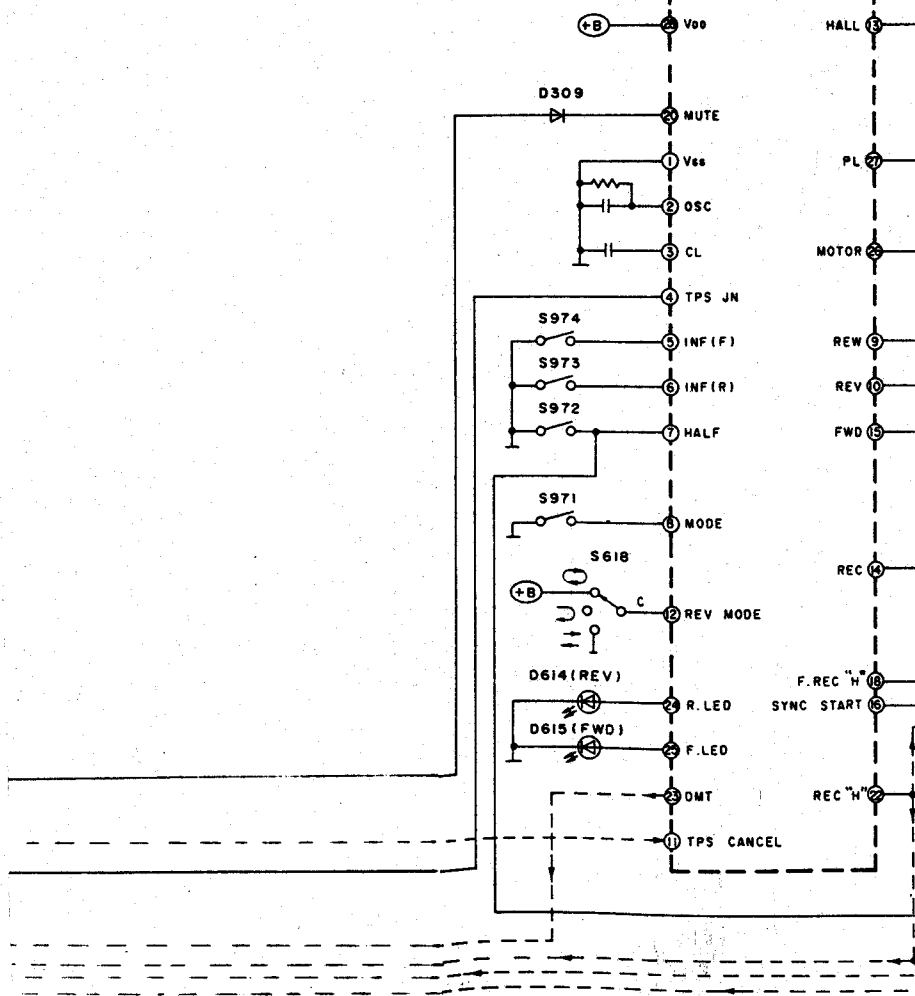 +B 28 VDD HALL 13
D309
20 MUTE
1 Vss PL 27
2 OSC
3 CL MOTOR 26
4 TPS JN
S974
5 INF(F) REW 9
S973
6 INF(R) REV 10
S972
7 HALF FWD 15
S971
8 MODE
S618 REC 14
+B C 12 REV MODE
D614(REV) F.REC "H" 18
24 R.LED SYNC START 16
D615(FWD)
25 F.LED
23 DMT REC "H" 22
11 TPS CANCEL